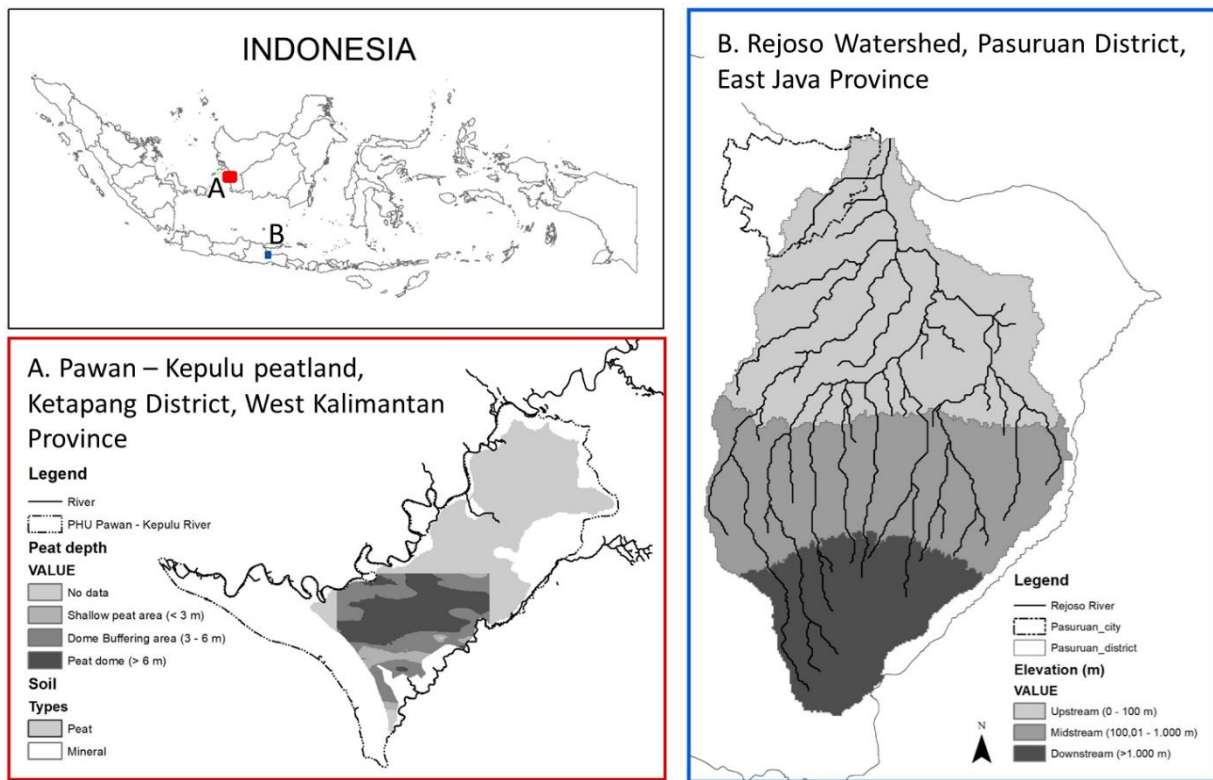 INDONESIA
A
B
A. Pawan – Kepulu peatland,
Ketapang District, West Kalimantan
Province
Legend
River
PHU Pawan - Kepulu River
Peat depth
VALUE
No data
Shallow peat area (< 3 m)
Dome Buffering area (3 - 6 m)
Peat dome (> 6 m)
Soil
Types
Peat
Mineral
B. Rejoso Watershed, Pasuruan District,
East Java Province
Legend
Rejoso River
Pasuruan_city
Pasuruan_district
Elevation (m)
VALUE
Upstream (0 - 100 m)
Midstream (100,01 - 1.000 m)
Downstream (>1.000 m)
N